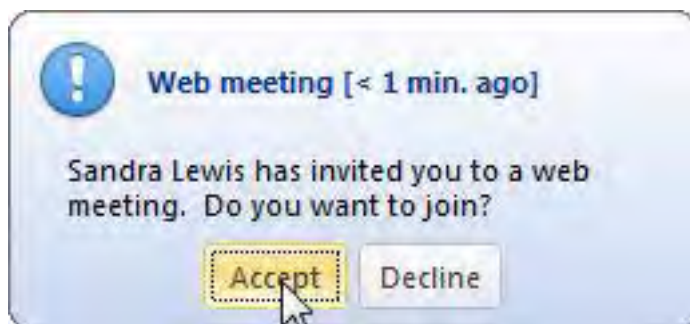 Web meeting [< 1 min. ago]
Sandra Lewis has invited you to a web
meeting.  Do you want to join?
Accept Decline